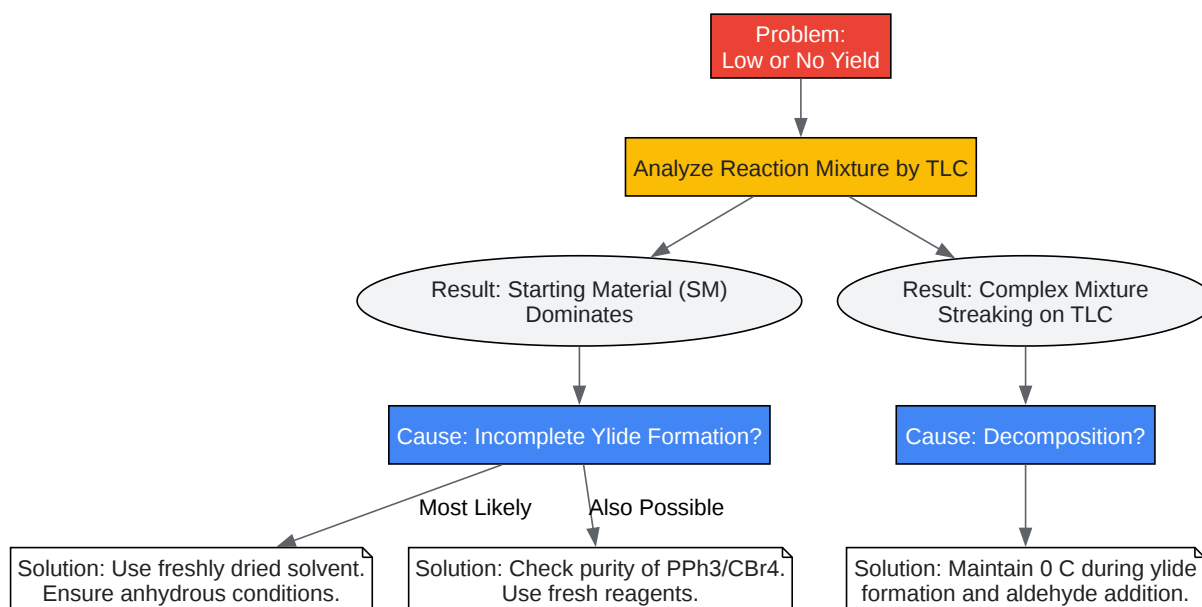 Problem:
Low or No Yield
Analyze Reaction Mixture by TLC
Result: Starting Material (SM)
Dominates
Result: Complex Mixture
Streaking on TLC
Cause: Incomplete Ylide Formation?
Cause: Decomposition?
Most Likely
Also Possible
Solution: Use freshly dried solvent.
Ensure anhydrous conditions.
Solution: Check purity of PPh3/CBr4.
Use fresh reagents.
Solution: Maintain 0 C during ylide
formation and aldehyde addition.